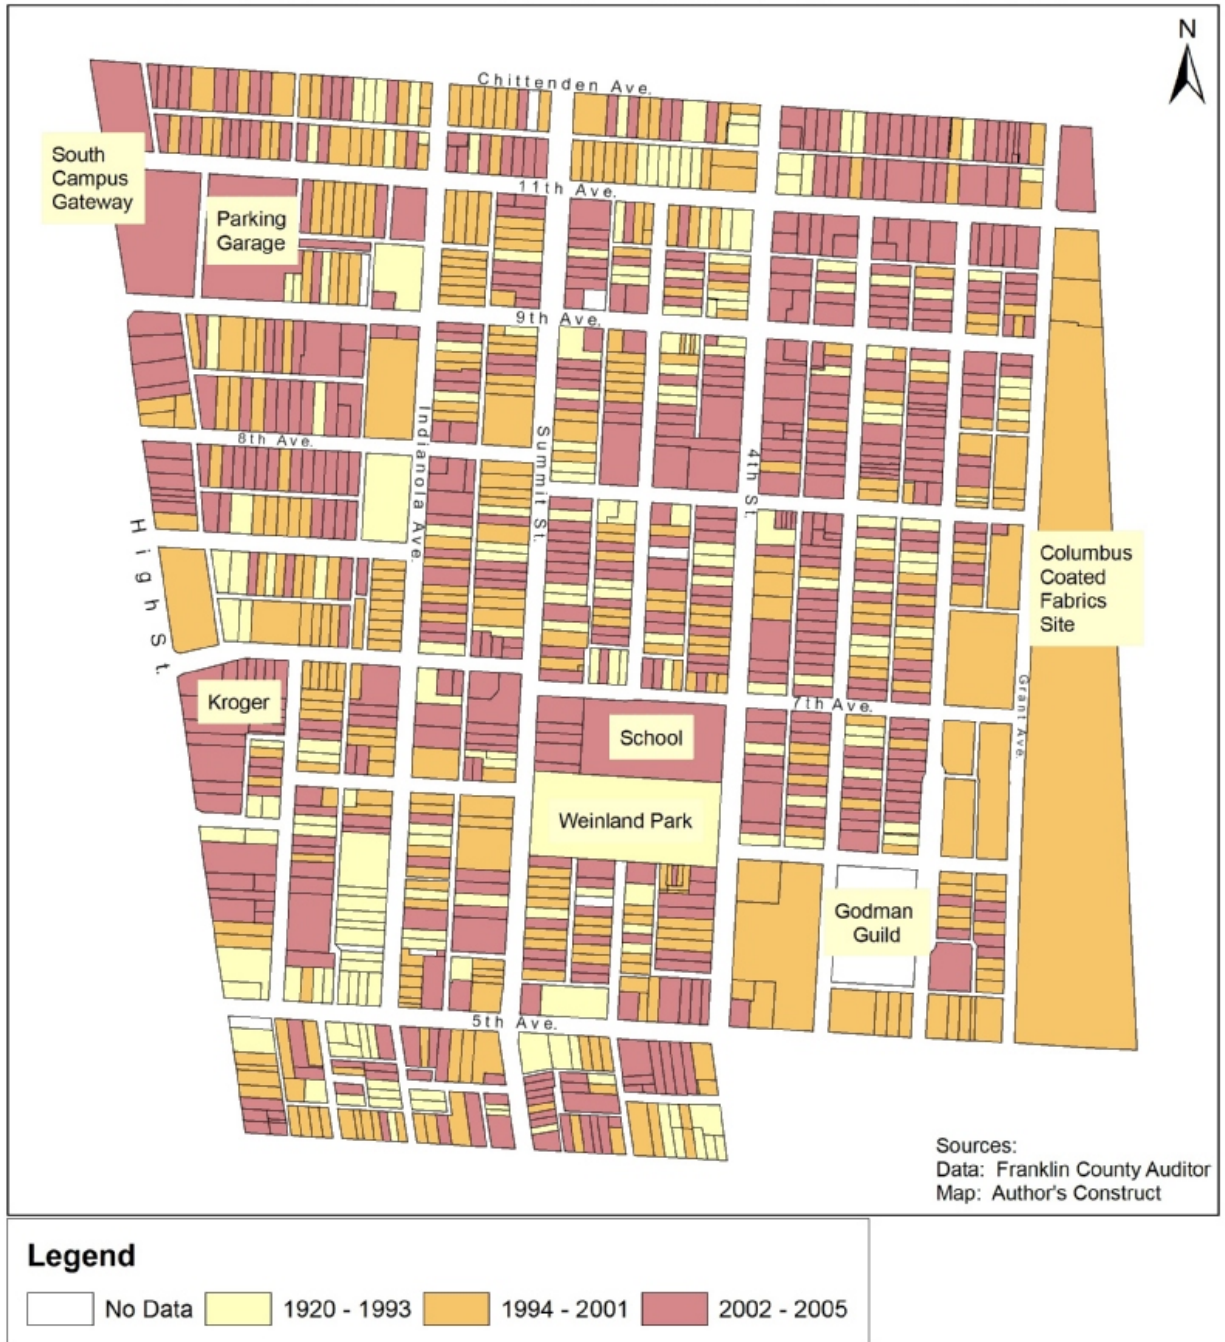 N
Chittenden Ave.
South
Campus
Gateway
11th Ave.
Parking
Garage
9th Ave.
Indianola Ave.
Summit St.
8th Ave.
4th St.
High St.
Columbus
Coated
Fabrics
Site
Kroger
7th Ave.
Grant Ave.
School
Weinland Park
Godman
Guild
5th Ave.
Sources:
Data: Franklin County Auditor
Map: Author's Construct
Legend
No Data
1920 - 1993
1994 - 2001
2002 - 2005